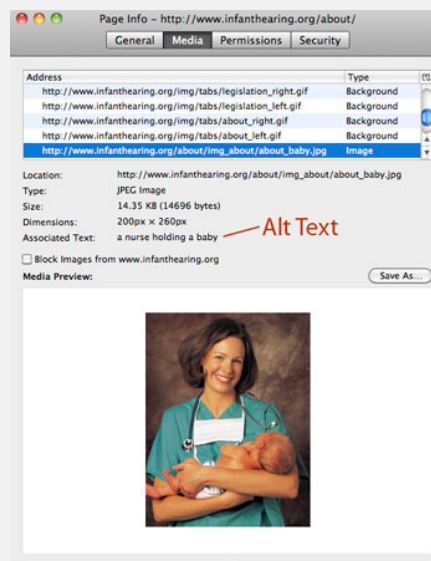 Page Info – http://www.infanthearing.org/about/
General Media Permissions Security
Address Type
http://www.infanthearing.org/img/tabs/legislation_right.gif Background
http://www.infanthearing.org/img/tabs/legislation_left.gif Background
http://www.infanthearing.org/img/tabs/about_right.gif Background
http://www.infanthearing.org/img/tabs/about_left.gif Background
http://www.infanthearing.org/about/img_about/about_baby.jpg Image
Location: http://www.infanthearing.org/about/img_about/about_baby.jpg
Type: JPEG Image
Size: 14.35 KB (14696 bytes)
Dimensions: 200px × 260px
Associated Text: a nurse holding a baby
Alt Text
Block Images from www.infanthearing.org
Media Preview: Save As...